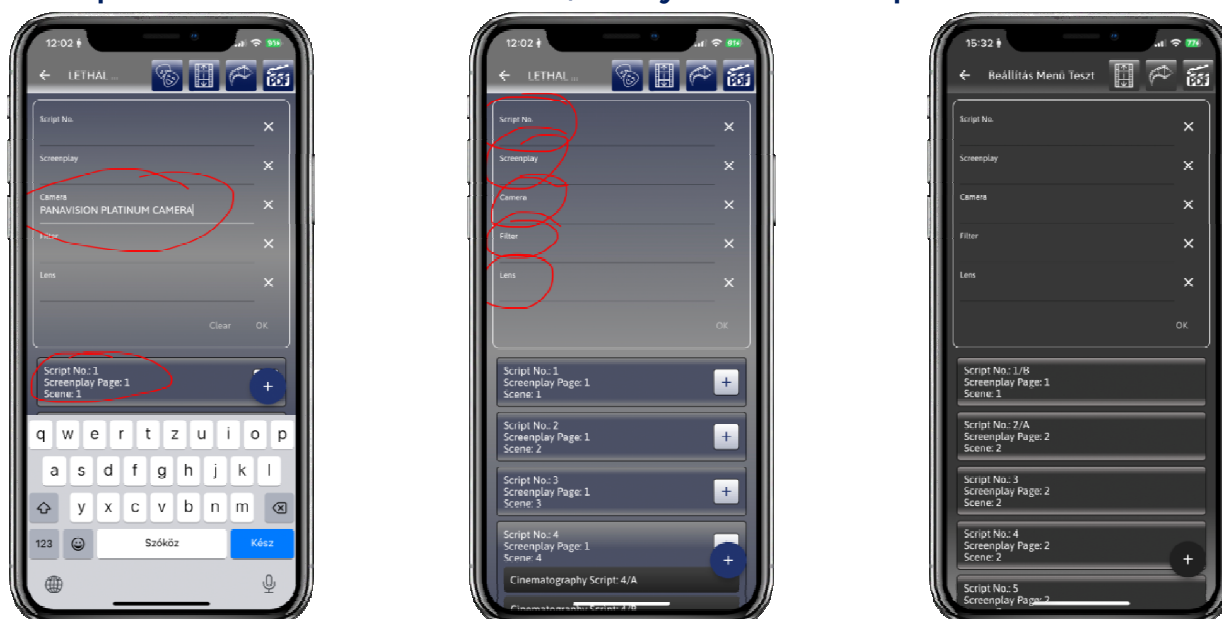 12:02
91%
LETHAL ...
Script No.
Screenplay
Camera
PANAVISION PLATINUM CAMERA
Filter
Lens
Clear OK
Script No.: 1
Screenplay Page: 1
Scene: 1
+
q w e r t z u i o p
a s d f g h j k l
y x c v b n m
123 Szóköz Kész
12:02
LETHAL ...
Script No.
Screenplay
Camera
Filter
Lens
OK
Script No.: 1
Screenplay Page: 1
Scene: 1
+
Script No.: 2
Screenplay Page: 1
Scene: 2
+
Script No.: 3
Screenplay Page: 1
Scene: 3
+
Script No.: 4
Screenplay Page: 1
Scene: 4
+
Cinematography Script: 4/A
Cinematography Script: 4/B
15:32
77%
Beállítás Menü Teszt
Script No.
Screenplay
Camera
Filter
Lens
OK
Script No.: 1/B
Screenplay Page: 1
Scene: 1
Script No.: 2/A
Screenplay Page: 2
Scene: 2
Script No.: 3
Screenplay Page: 2
Scene: 2
Script No.: 4
Screenplay Page: 2
Scene: 2
+
Script No.: 5
Screenplay Page: 2